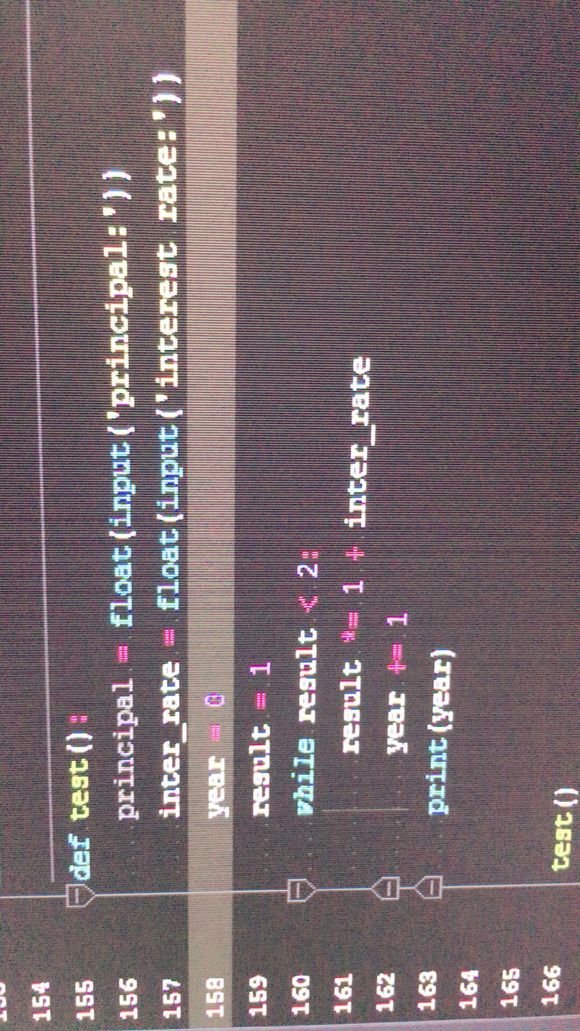 154
155 def test():
156 principal = float(input('principal:'))
157 inter_rate = float(input('interest rate:'))
158 year = 0
159 result = 1
160 while result < 2:
161 result *= 1 + inter_rate
162 year += 1
163 print(year)
164
165
166 test()